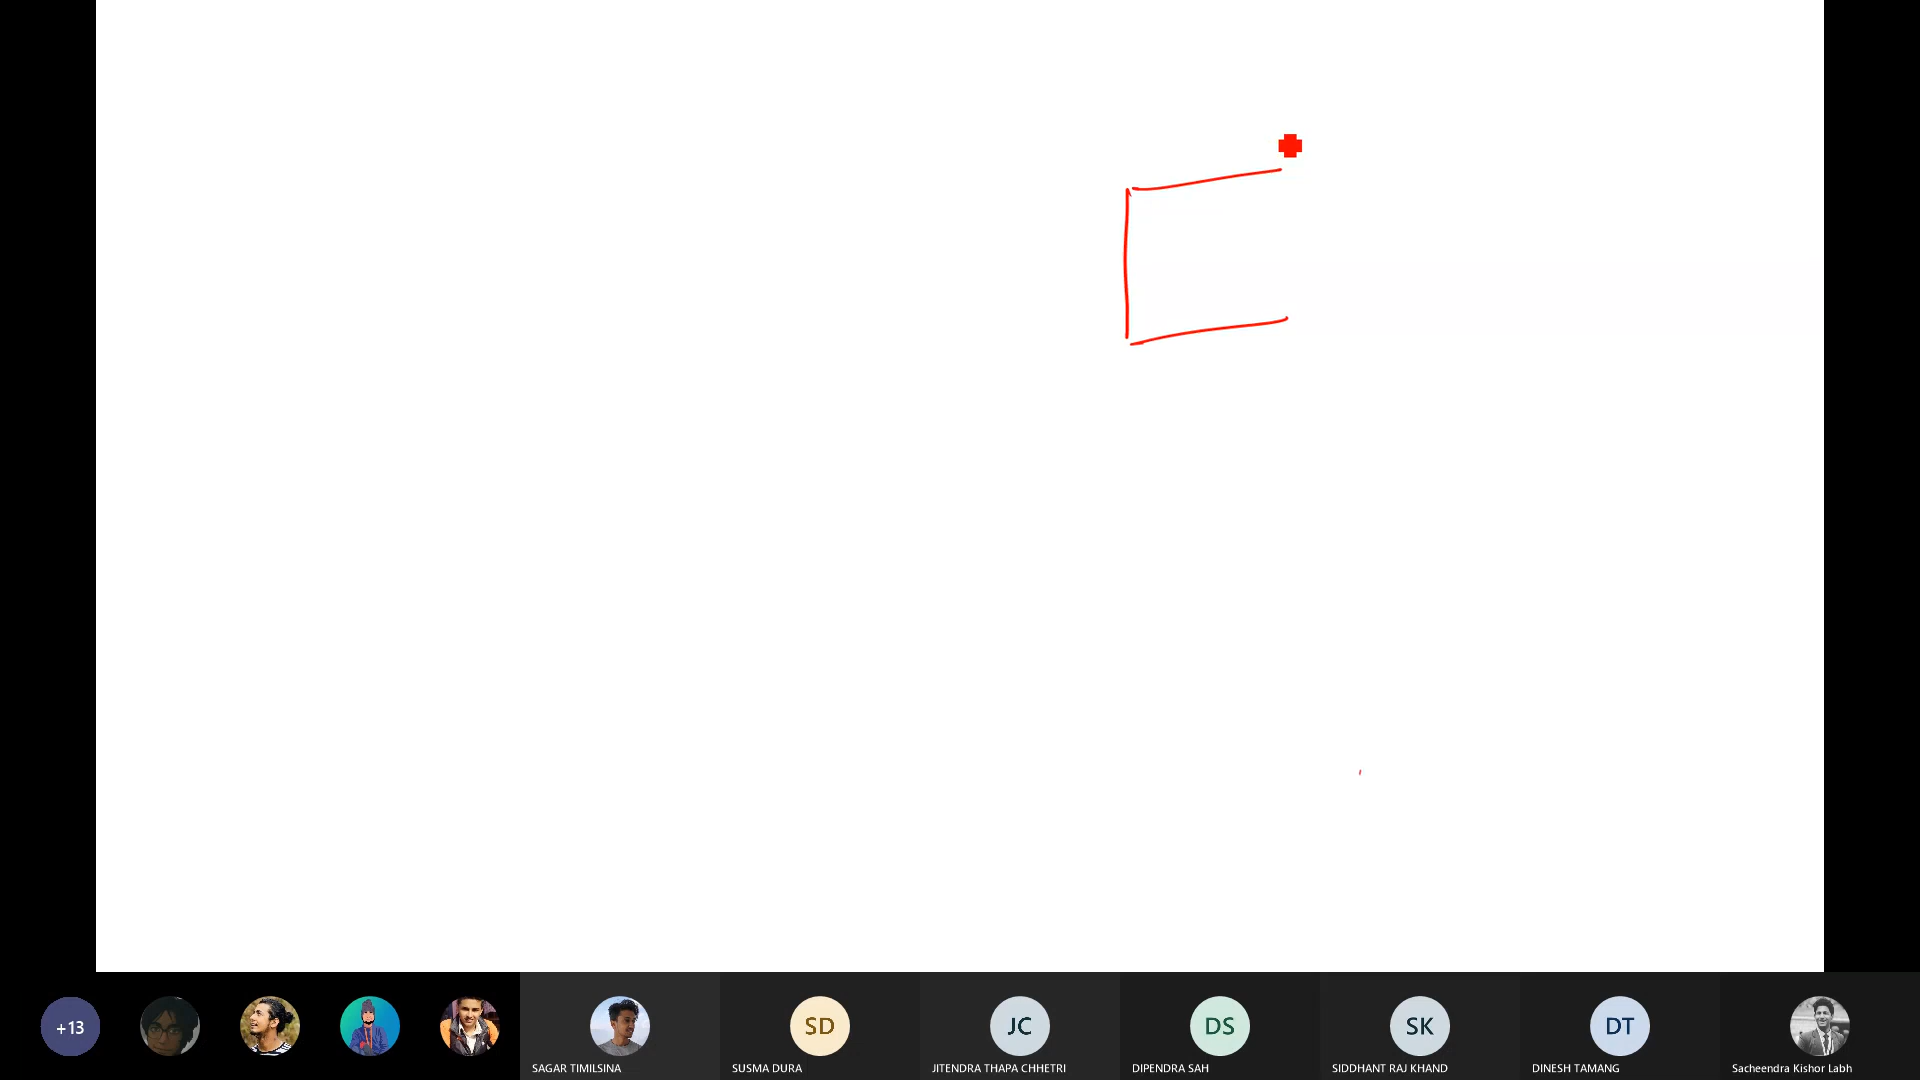 +13
SAGAR TIMILSINA
SD
SUSMA DURA
JC
JITENDRA THAPA CHHETRI
DS
DIPENDRA SAH
SK
SIDDHANT RAJ KHAND
DT
DINESH TAMANG
Sacheendra Kishor Labh